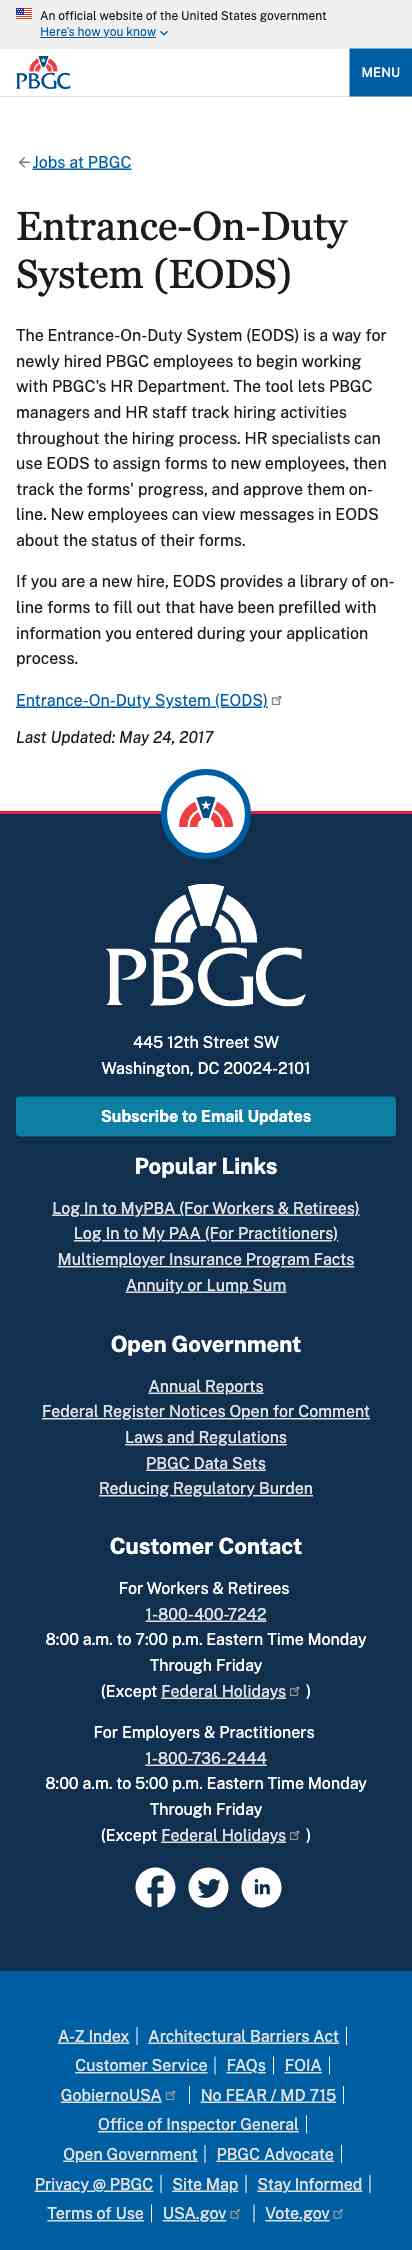 An official website of the United States government
Here's how you know
PBGC
MENU
Jobs at PBGC
Entrance-On-Duty
System (EODS)
The Entrance-On-Duty System (EODS) is a way for
newly hired PBGC employees to begin working
with PBGC's HR Department. The tool lets PBGC
managers and HR staff track hiring activities
throughout the hiring process. HR specialists can
use EODS to assign forms to new employees, then
track the forms' progress, and approve them on-
line. New employees can view messages in EODS
about the status of their forms.
If you are a new hire, EODS provides a library of on-
line forms to fill out that have been prefilled with
information you entered during your application
process.
Entrance-On-Duty System (EODS)
Last Updated: May 24, 2017
PBGC
445 12th Street SW
Washington, DC 20024-2101
Subscribe to Email Updates
Popular Links
Log In to MyPBA (For Workers & Retirees)
Log In to My PAA (For Practitioners)
Multiemployer Insurance Program Facts
Annuity or Lump Sum
Open Government
Annual Reports
Federal Register Notices Open for Comment
Laws and Regulations
PBGC Data Sets
Reducing Regulatory Burden
Customer Contact
For Workers & Retirees
1-800-400-7242
8:00 a.m. to 7:00 p.m. Eastern Time Monday
Through Friday
(Except Federal Holidays )
For Employers & Practitioners
1-800-736-2444
8:00 a.m. to 5:00 p.m. Eastern Time Monday
Through Friday
(Except Federal Holidays )
in
A-Z Index | Architectural Barriers Act |
Customer Service | FAQs | FOIA |
GobiernoUSA | No FEAR / MD 715 |
Office of Inspector General |
Open Government | PBGC Advocate |
Privacy @ PBGC | Site Map | Stay Informed |
Terms of Use | USA.gov | Vote.gov